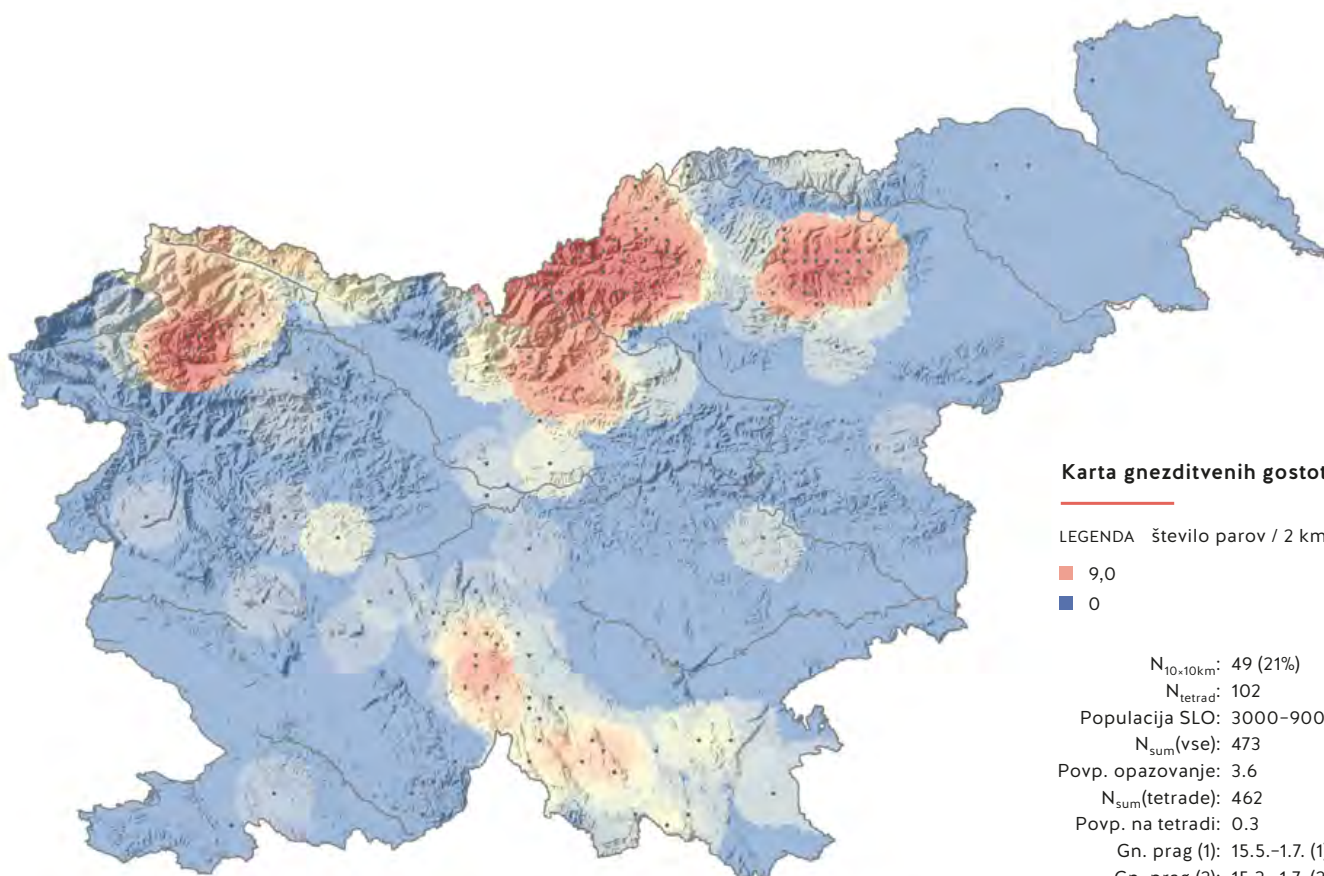 Karta gnezditvenih gostot
LEGENDA število parov / 2 km
9,0
0
N10×10km: 49 (21%)
Ntetrad: 102
Populacija SLO: 3000–900
Nsum(vse): 473
Povp. opazovanje: 3.6
Nsum(tetrade): 462
Povp. na tetradi: 0.3
Gn. prag (1): 15.5.–1.7. (1)